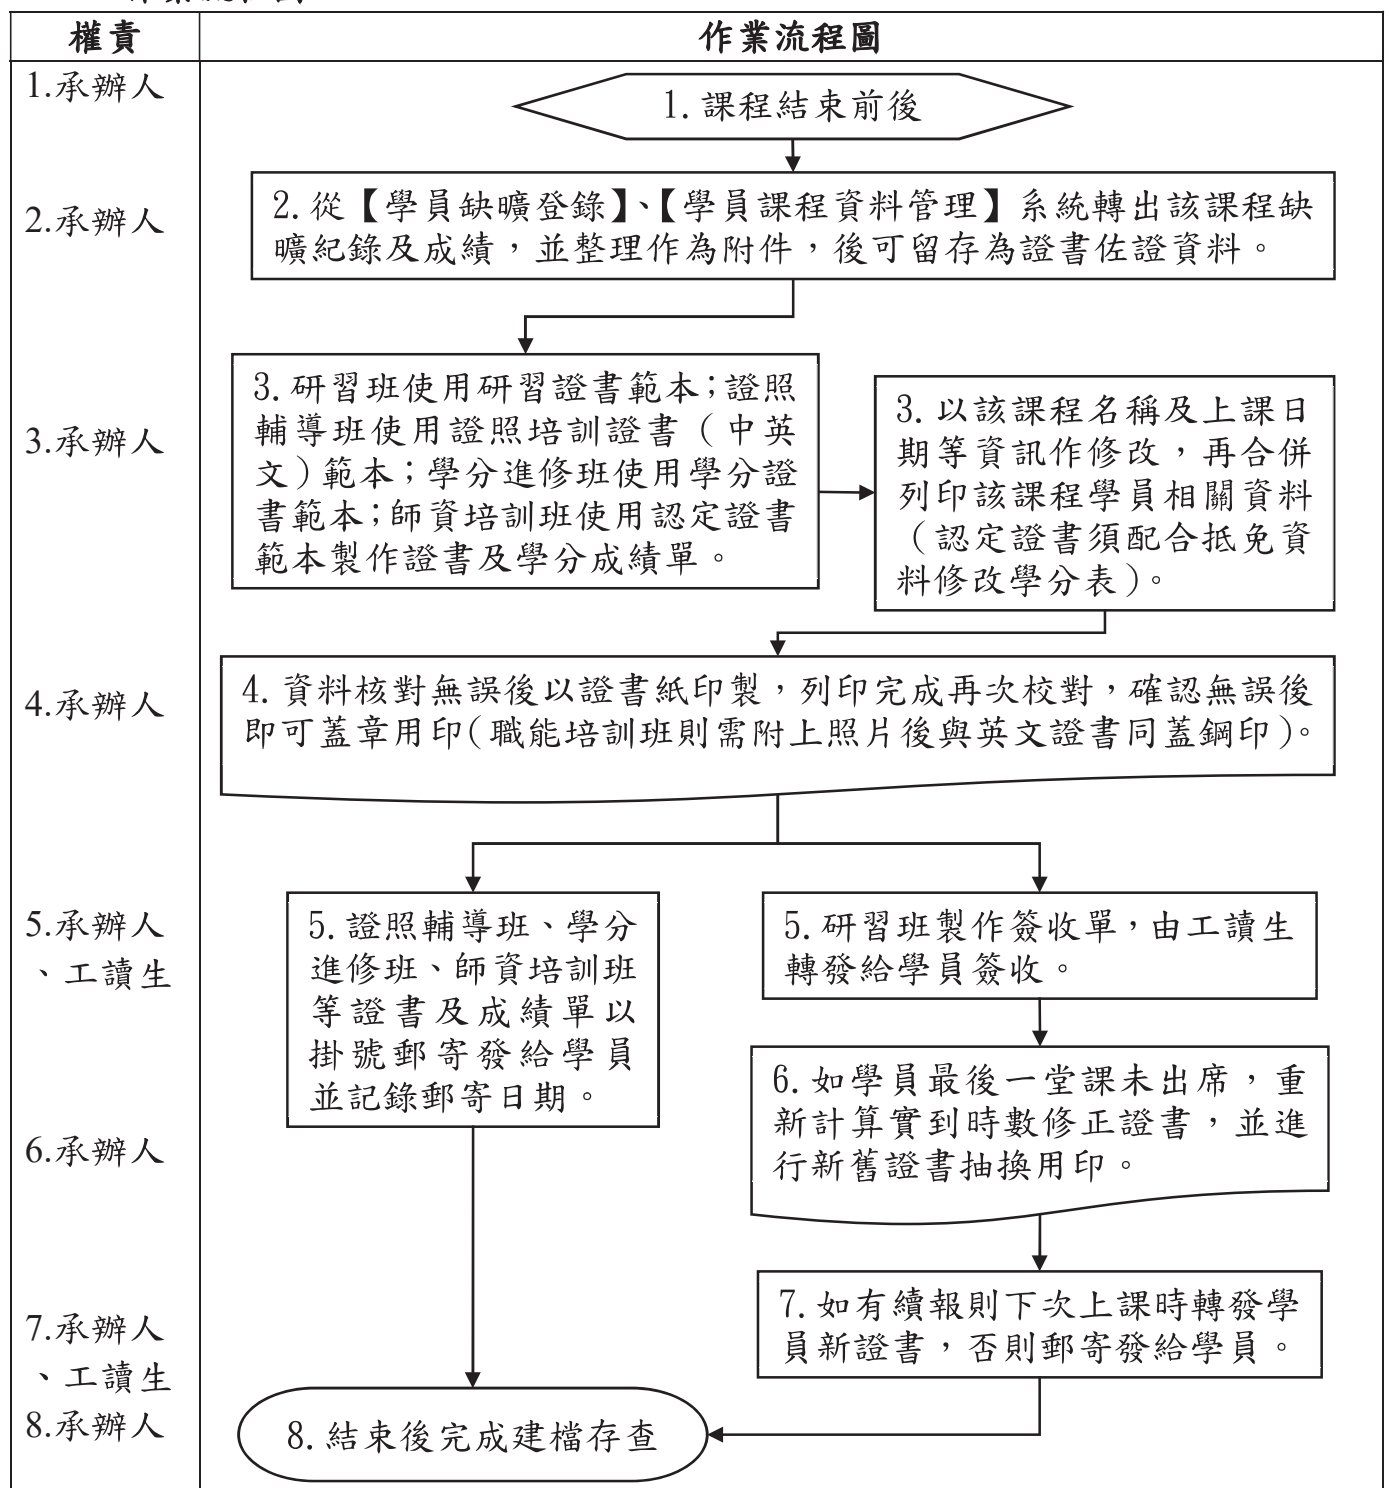 權責
作業流程圖
1.承辦人
1.課程結束前後
2.承辦人
2.從【學員缺曠登錄】、【學員課程資料管理】系統轉出該課程缺
曠紀錄及成績，並整理作為附件，後可留存為證書佐證資料。
3.承辦人
3.研習班使用研習證書範本；證照
輔導班使用證照培訓證書（中英
文）範本；學分進修班使用學分證
書範本；師資培訓班使用認定證書
範本製作證書及學分成績單。
3.以該課程名稱及上課日
期等資訊作修改，再合併
列印該課程學員相關資料
（認定證書須配合抵免資
料修改學分表）。
4.承辦人
4.資料核對無誤後以證書紙印製，列印完成再次校對，確認無誤後
即可蓋章用印（職能培訓班則需附上照片後與英文證書同蓋鋼印）。
5.承辦人
、工讀生
5.證照輔導班、學分
進修班、師資培訓班
等證書及成績單以
掛號郵寄發給學員
並記錄郵寄日期。
5.研習班製作簽收單，由工讀生
轉發給學員簽收。
6.承辦人
6.如學員最後一堂課未出席，重
新計算實到時數修正證書，並進
行新舊證書抽換用印。
7.承辦人
、工讀生
7.如有續報則下次上課時轉發學
員新證書，否則郵寄發給學員。
8.承辦人
8.結束後完成建檔存查